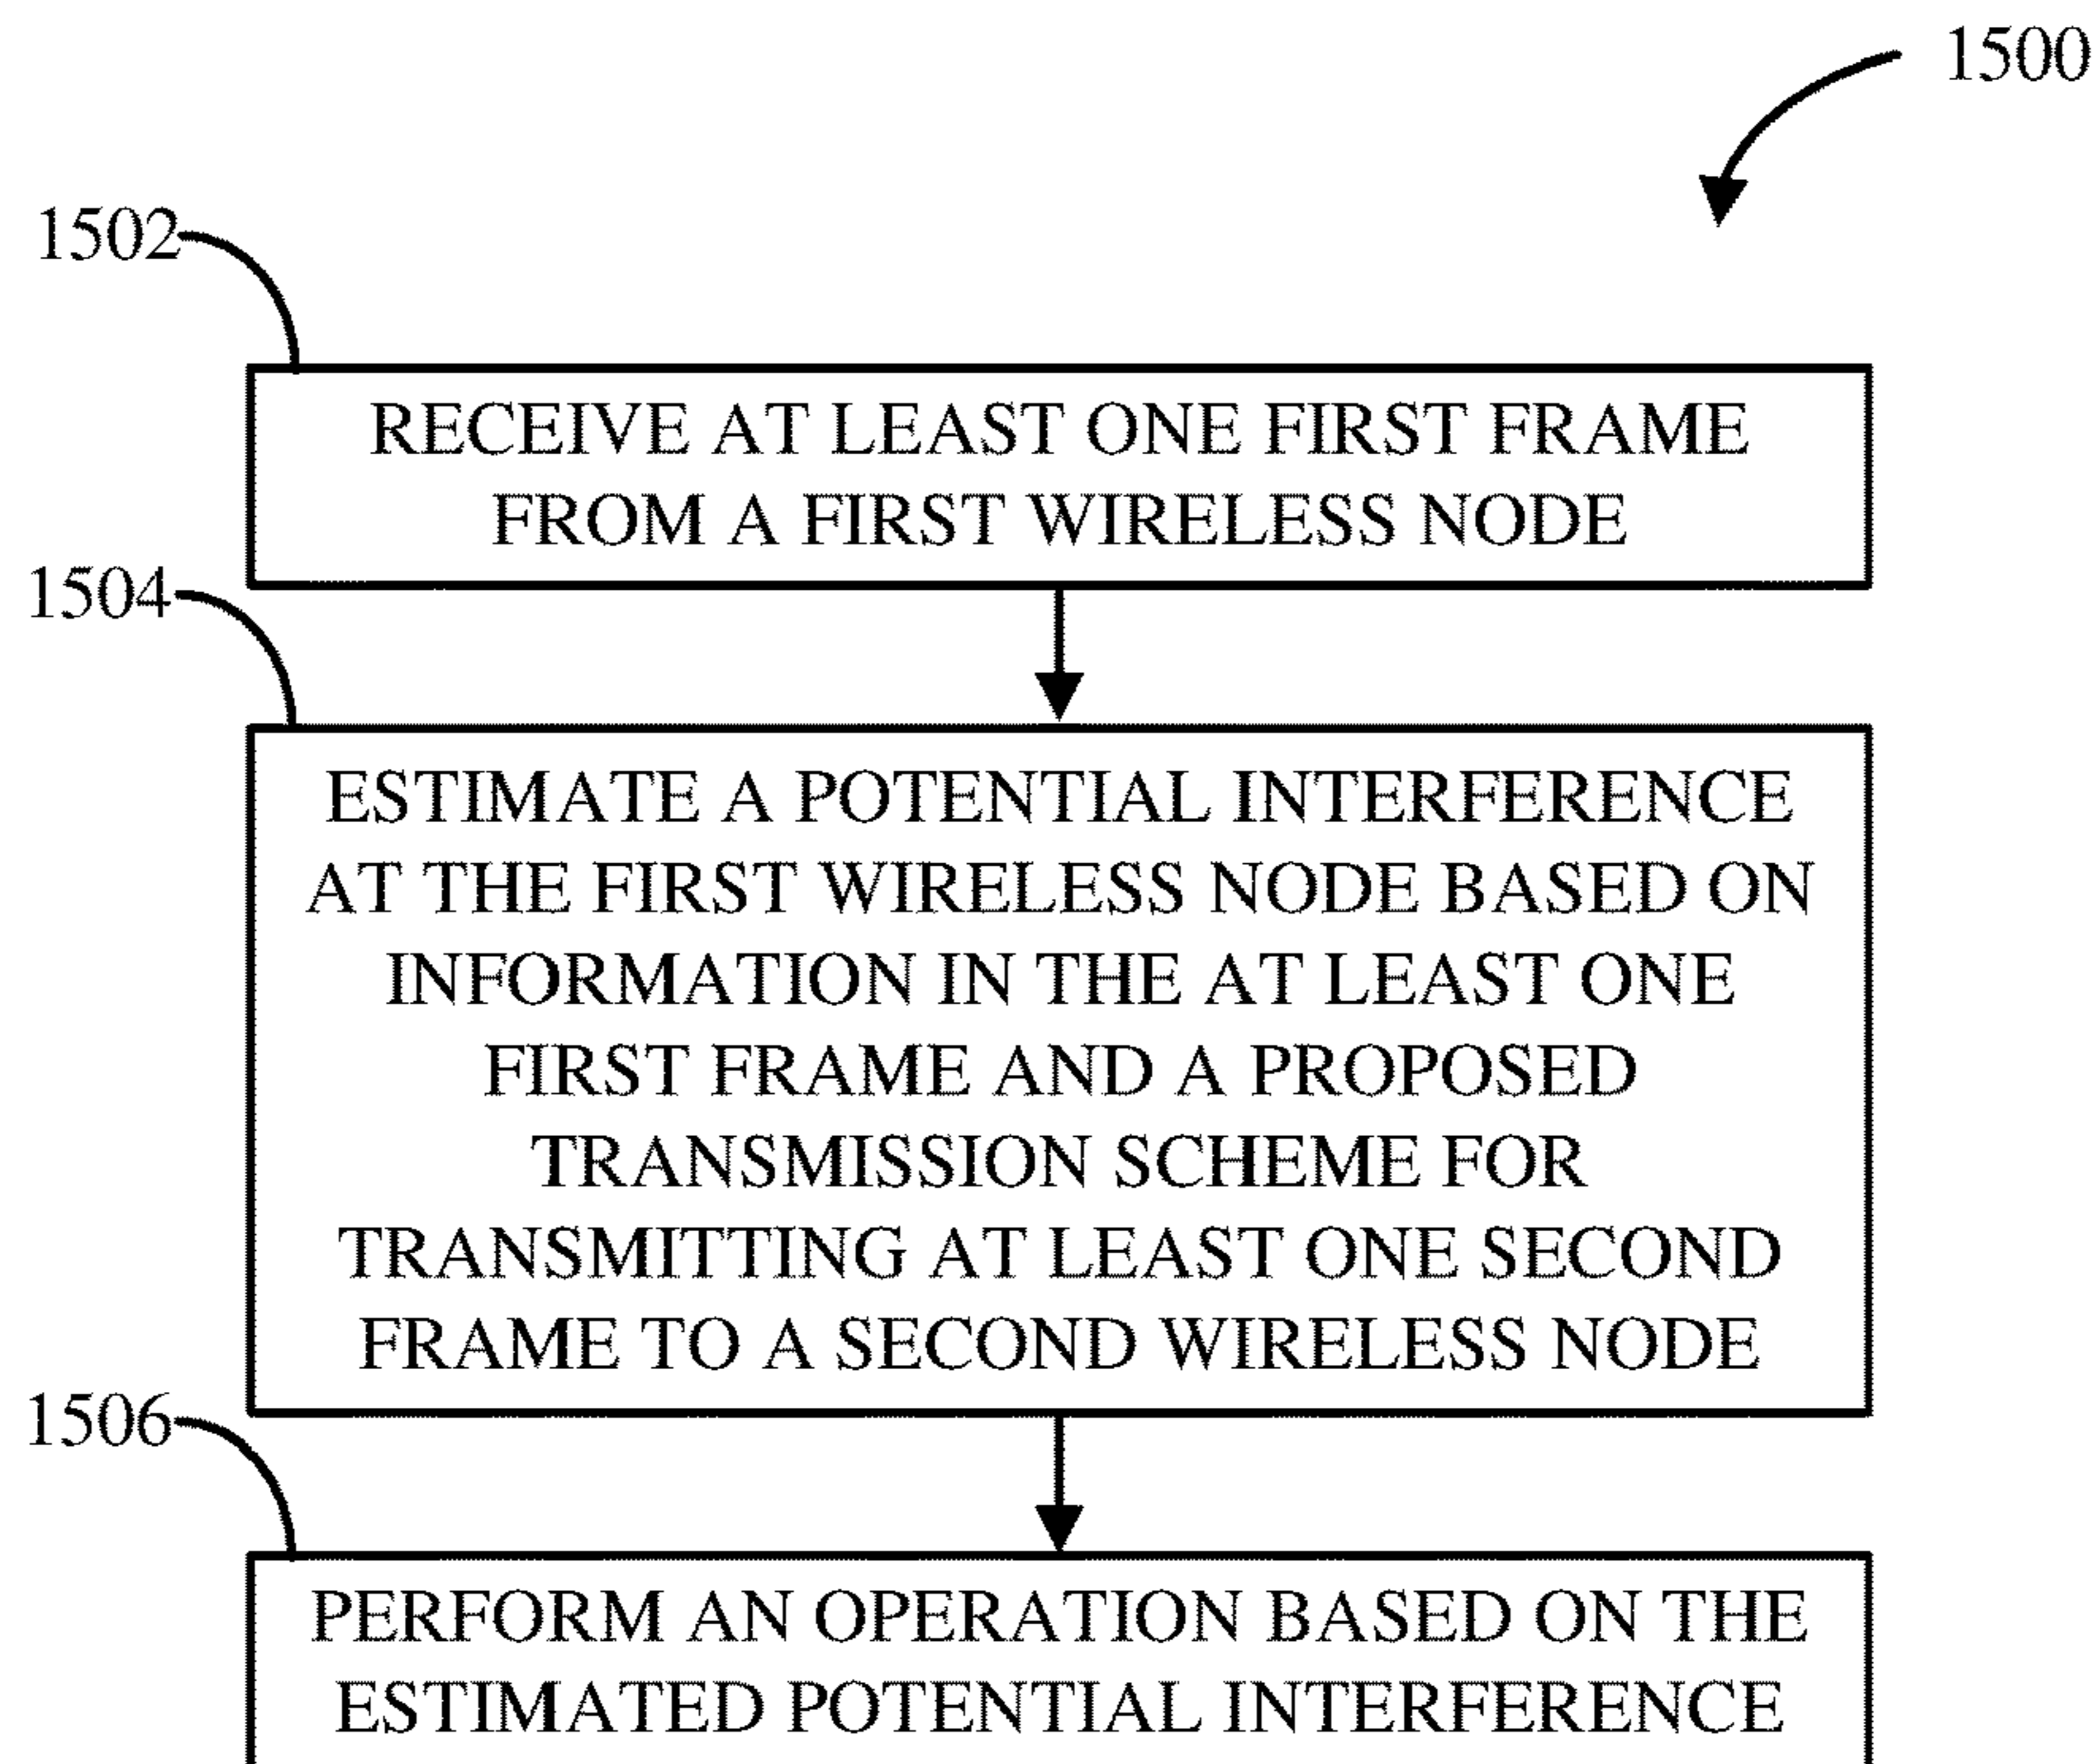 1500
1502
RECEIVE AT LEAST ONE FIRST FRAME
FROM A FIRST WIRELESS NODE
1504
ESTIMATE A POTENTIAL INTERFERENCE
AT THE FIRST WIRELESS NODE BASED ON
INFORMATION IN THE AT LEAST ONE
FIRST FRAME AND A PROPOSED
TRANSMISSION SCHEME FOR
TRANSMITTING AT LEAST ONE SECOND
FRAME TO A SECOND WIRELESS NODE
1506
PERFORM AN OPERATION BASED ON THE
ESTIMATED POTENTIAL INTERFERENCE